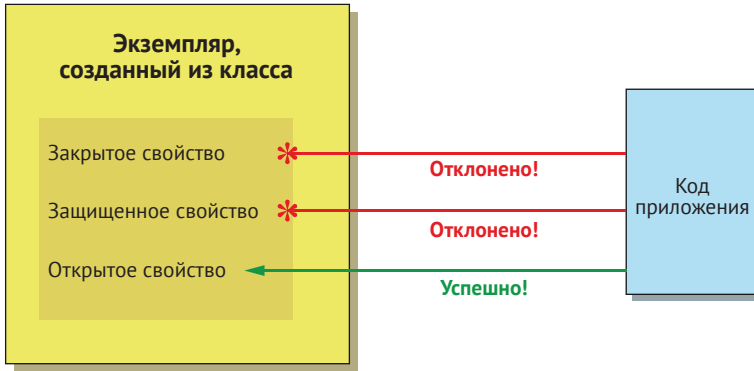 Экземпляр,
созданный из класса
Закрытое свойство
Отклонено!
Защищенное свойство
Отклонено!
Открытое свойство
Успешно!
Код
приложения